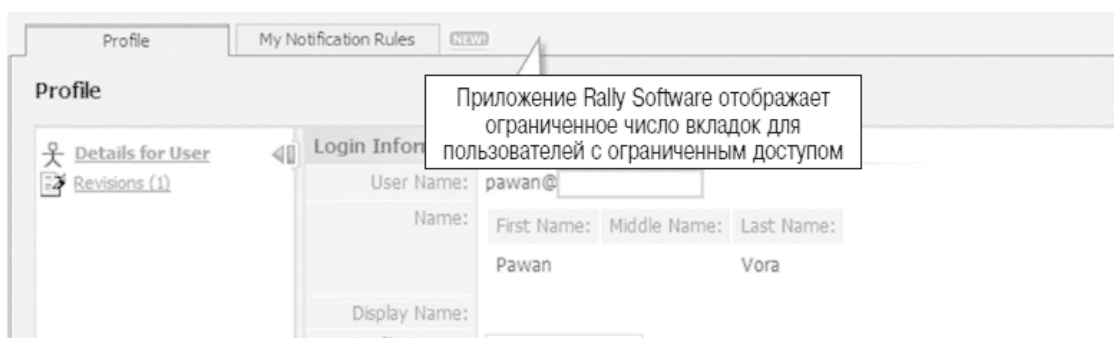 Profile
My Notification Rules
NEW!
Profile
Приложение Rally Software отображает
ограниченное число вкладок для
пользователей с ограниченным доступом
Details for User
Revisions (1)
Login
User Name: pawan@
Name:
First Name: Middle Name: Last Name:
Pawan Vora
Display Name: